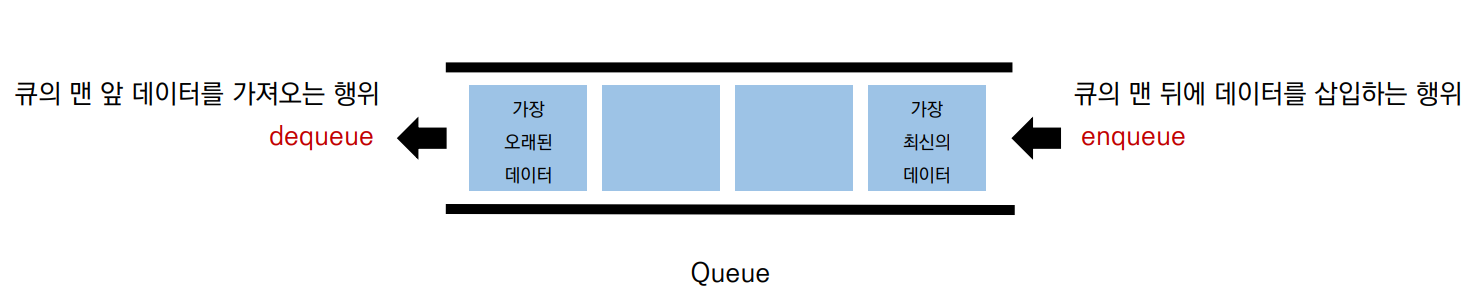 큐의 맨 앞 데이터를 가져오는 행위
dequeue
가장
오래된
데이터
가장
최신의
데이터
큐의 맨 뒤에 데이터를 삽입하는 행위
enqueue
Queue